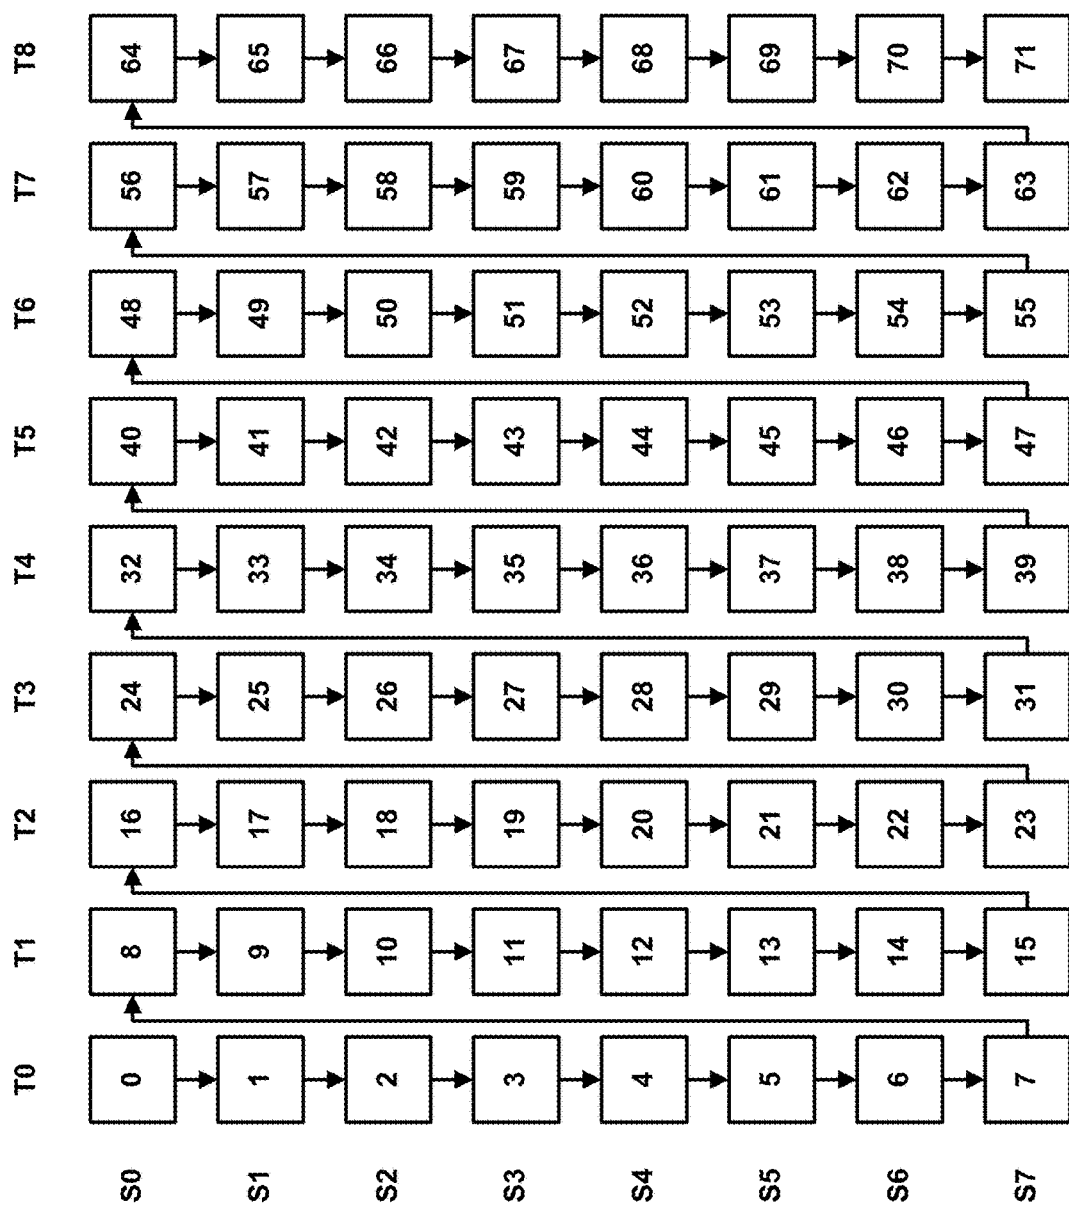 T0 T1 T2 T3 T4 T5 T6 T7 T8
S0 0 8 16 24 32 40 48 56 64
S1 1 9 17 25 33 41 49 57 65
S2 2 10 18 26 34 42 50 58 66
S3 3 11 19 27 35 43 51 59 67
S4 4 12 20 28 36 44 52 60 68
S5 5 13 21 29 37 45 53 61 69
S6 6 14 22 30 38 46 54 62 70
S7 7 15 23 31 39 47 55 63 71